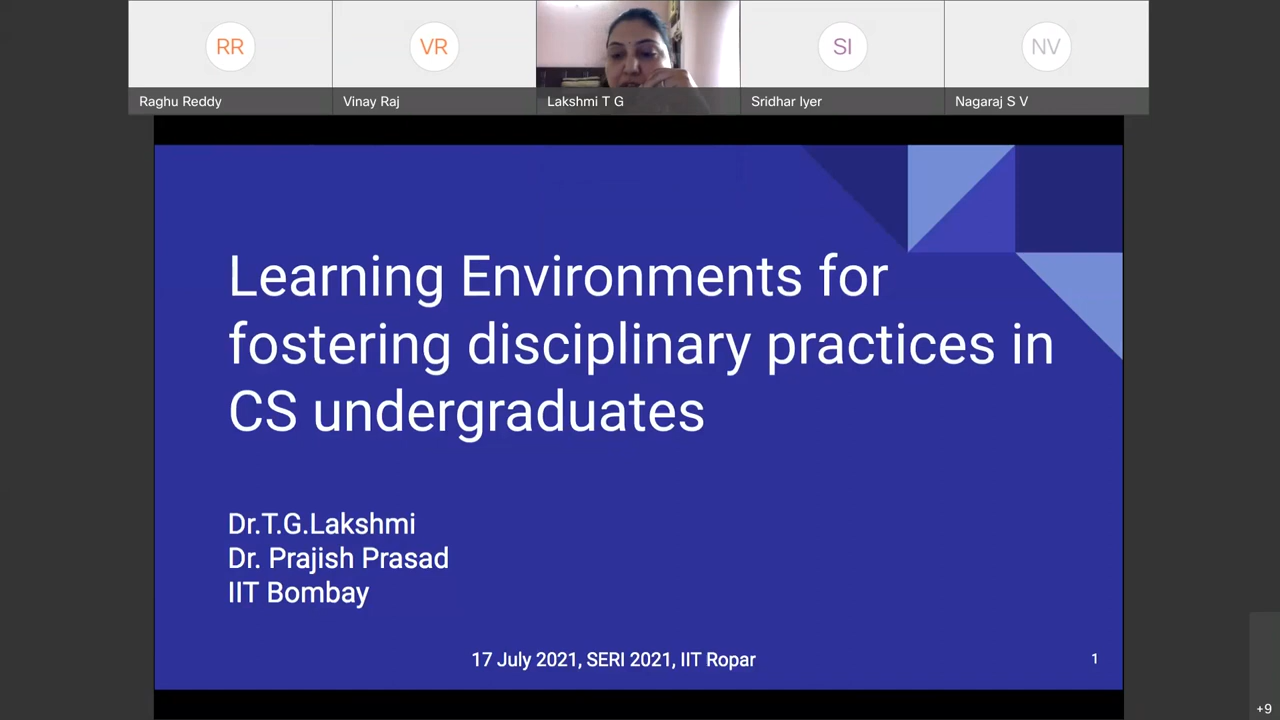 RR
VR
SI
NV
Raghu Reddy
Vinay Raj
Lakshmi T G
Sridhar Iyer
Nagaraj S V
Learning Environments for
fostering disciplinary practices in
CS undergraduates
Dr.T.G.Lakshmi
Dr. Prajish Prasad
IIT Bombay
17 July 2021, SERI 2021, IIT Ropar
1
+9